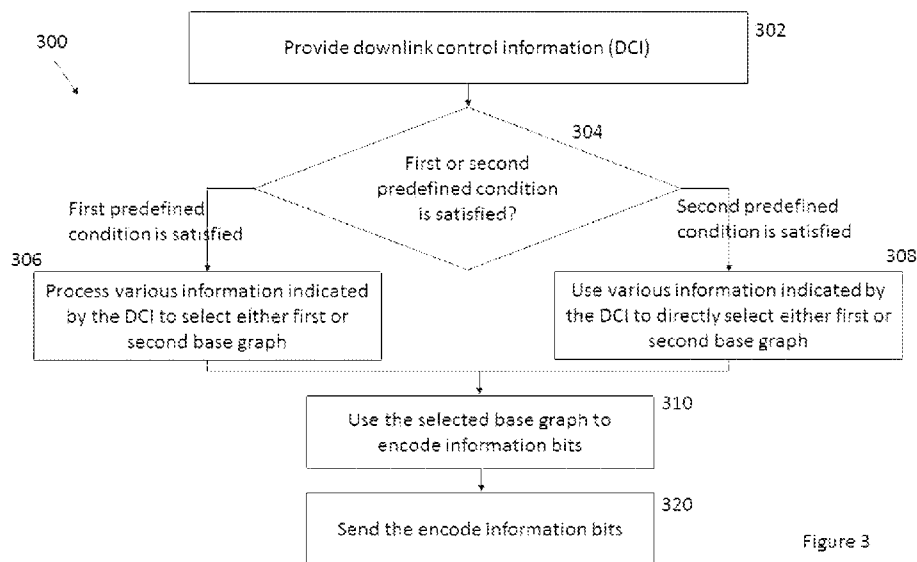 300
302
Provide downlink control information (DCI)
304
First or second
predefined condition
is satisfied?
First predefined
condition is satisfied
Second predefined
condition is satisfied
306
Process various information indicated
by the DCI to select either first or
second base graph
308
Use various information indicated by
the DCI to directly select either first or
second base graph
310
Use the selected base graph to
encode information bits
320
Send the encode information bits
Figure 3